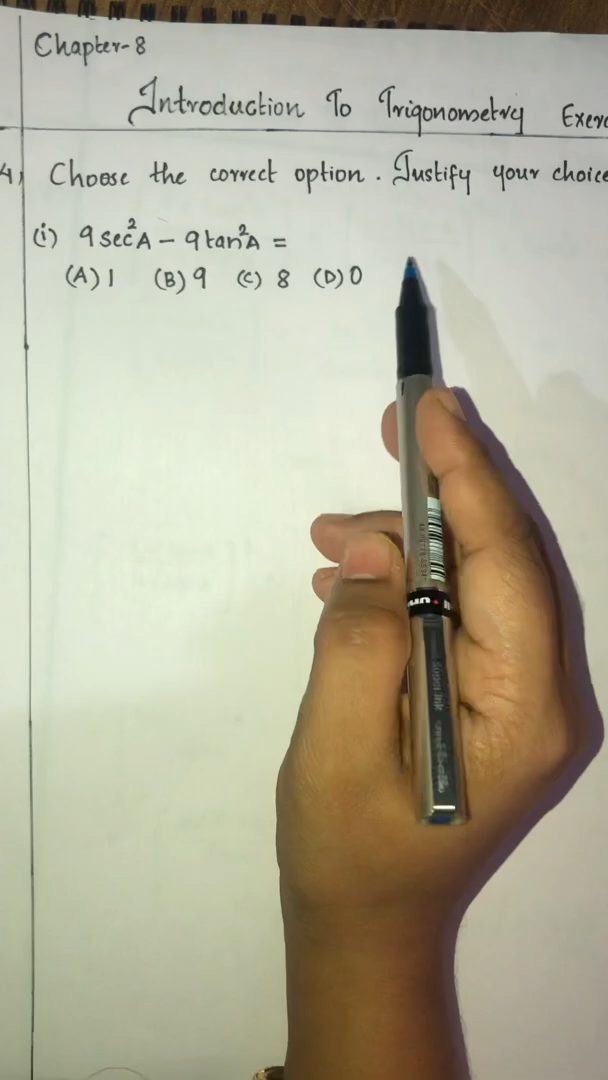 Chapter-8
Introduction To Trigonometry Exerc
4) Choose the correct option. Justify your choice
(i) 9 sec²A - 9 tan²A =
(A) 1 (B) 9 (C) 8 (D) 0